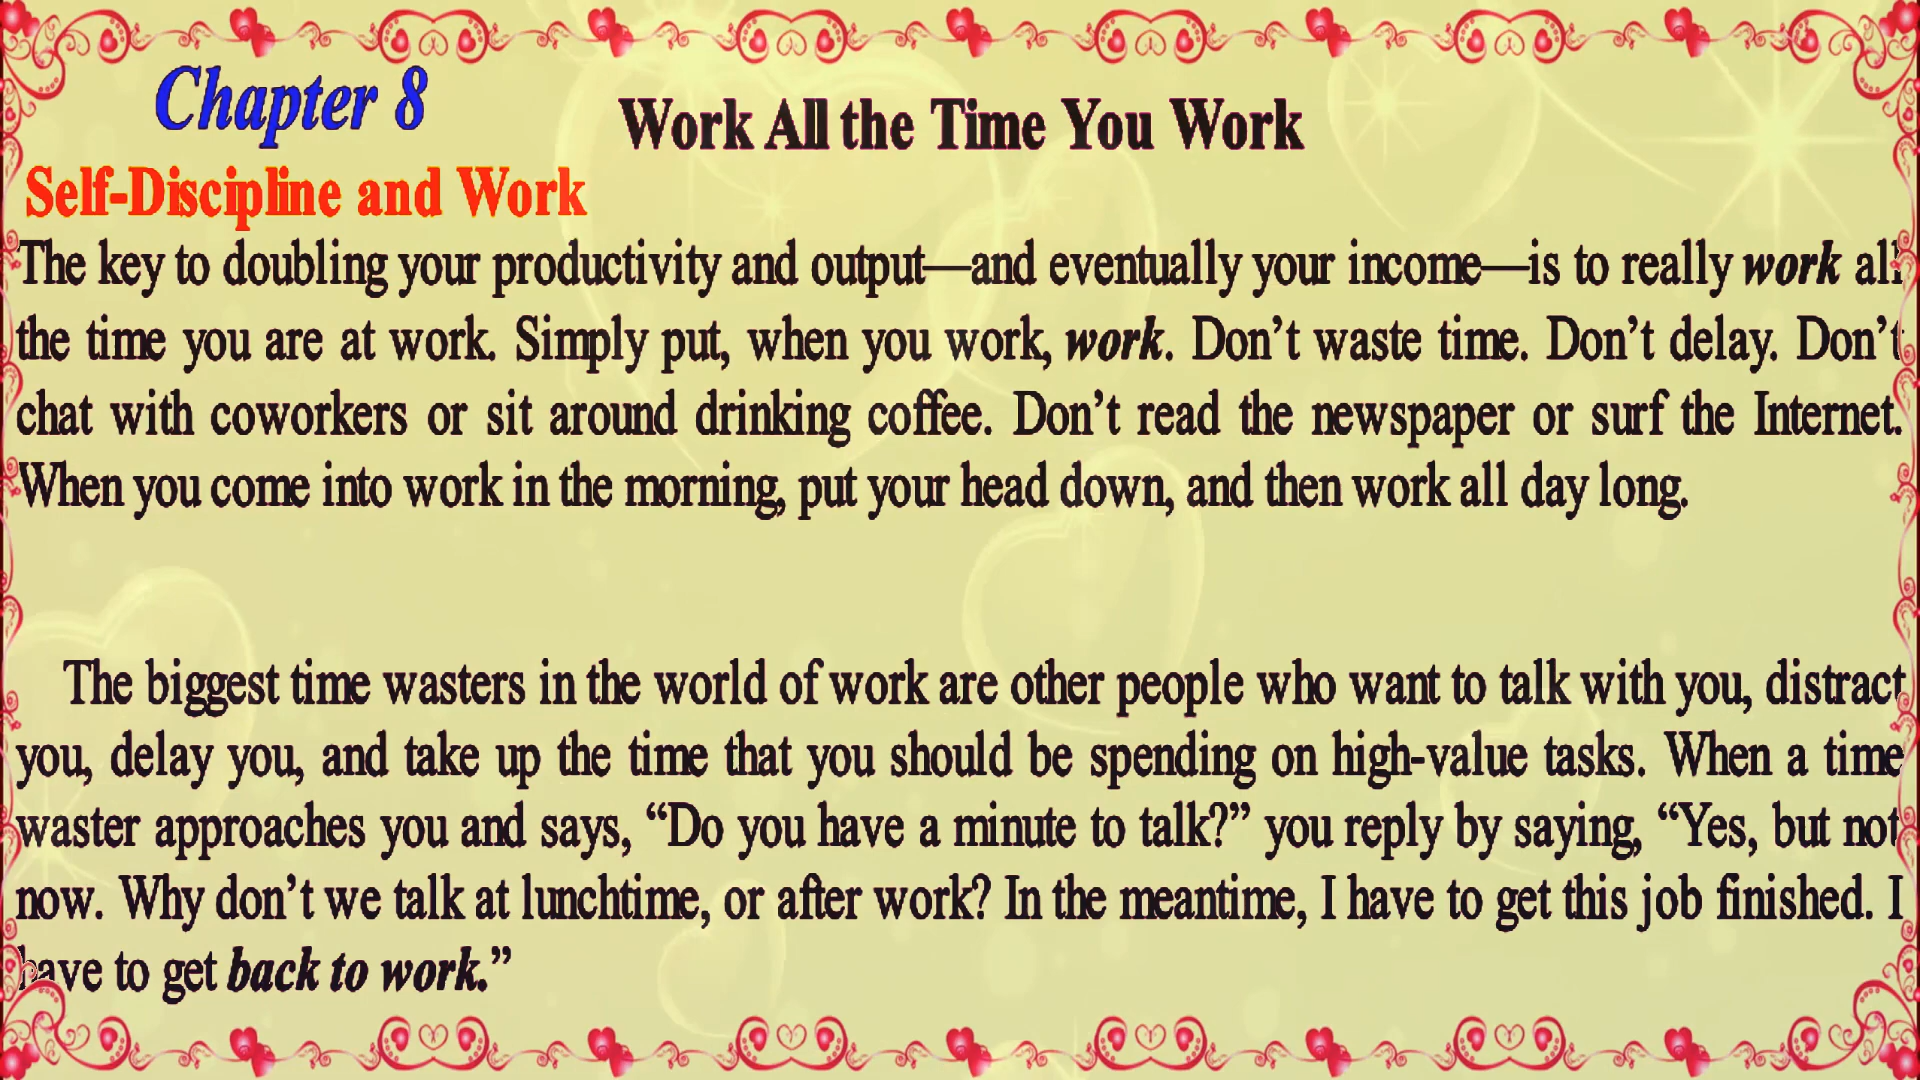 Chapter 8
Work All the Time You Work
Self-Discipline and Work
The key to doubling your productivity and output—and eventually your income—is to really work all
the time you are at work. Simply put, when you work, work. Don’t waste time. Don’t delay. Don’t
chat with coworkers or sit around drinking coffee. Don’t read the newspaper or surf the Internet.
When you come into work in the morning, put your head down, and then work all day long.
The biggest time wasters in the world of work are other people who want to talk with you, distract
you, delay you, and take up the time that you should be spending on high-value tasks. When a time
waster approaches you and says, “Do you have a minute to talk?” you reply by saying, “Yes, but not
now. Why don’t we talk at lunchtime, or after work? In the meantime, I have to get this job finished. I
have to get back to work.”